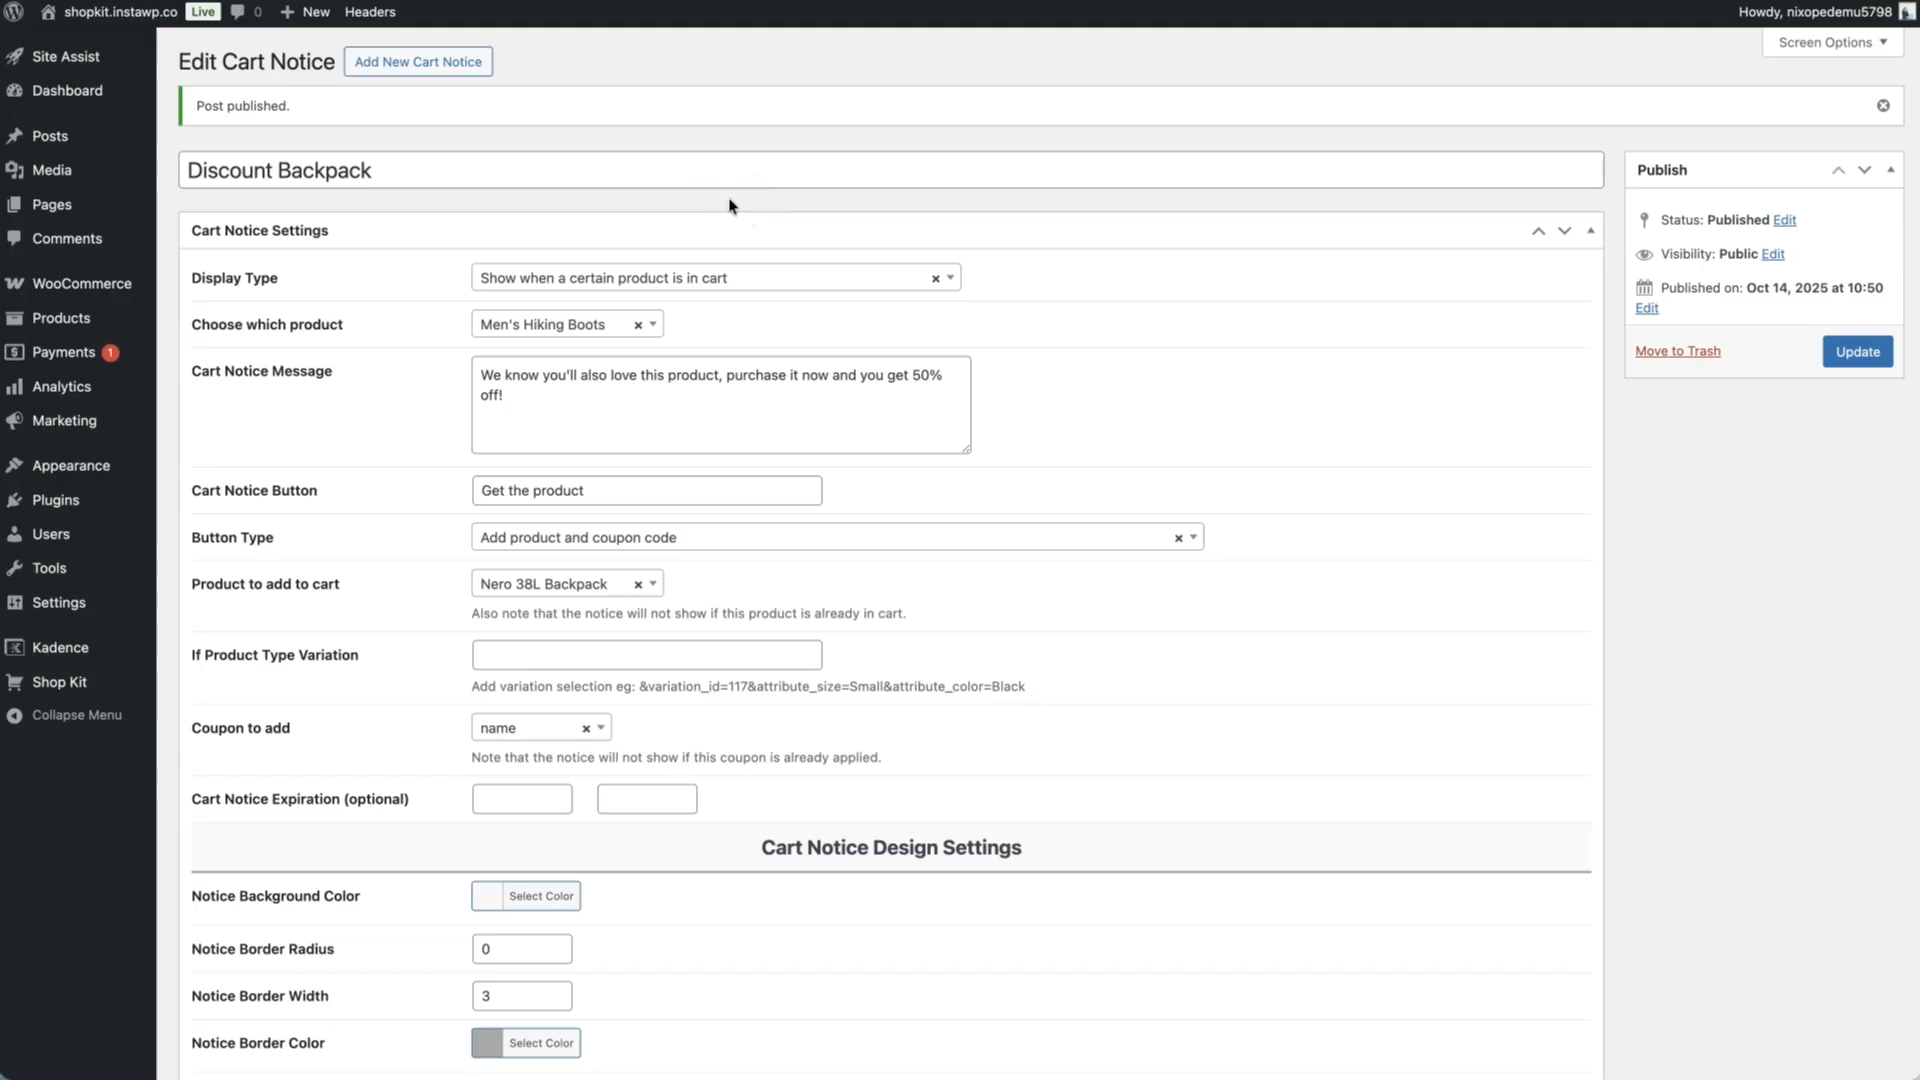 shopkit.instawp.co Live 0 New Headers Howdy, nixopedemu5798
Screen Options
Site Assist
Dashboard
Posts
Media
Pages
Comments
WooCommerce
Products
Payments 1
Analytics
Marketing
Appearance
Plugins
Users
Tools
Settings
Kadence
Shop Kit
Collapse Menu
Edit Cart Notice Add New Cart Notice
Post published.
Discount Backpack
Cart Notice Settings
Display Type Show when a certain product is in cart
Choose which product Men's Hiking Boots
Cart Notice Message We know you'll also love this product, purchase it now and you get 50%
off!
Cart Notice Button Get the product
Button Type Add product and coupon code
Product to add to cart Nero 38L Backpack
Also note that the notice will not show if this product is already in cart.
If Product Type Variation
Add variation selection eg: &variation_id=117&attribute_size=Small&attribute_color=Black
Coupon to add name
Note that the notice will not show if this coupon is already applied.
Cart Notice Expiration (optional)
Cart Notice Design Settings
Notice Background Color Select Color
Notice Border Radius 0
Notice Border Width 3
Notice Border Color Select Color
Publish
Status: Published Edit
Visibility: Public Edit
Published on: Oct 14, 2025 at 10:50
Edit
Move to Trash Update